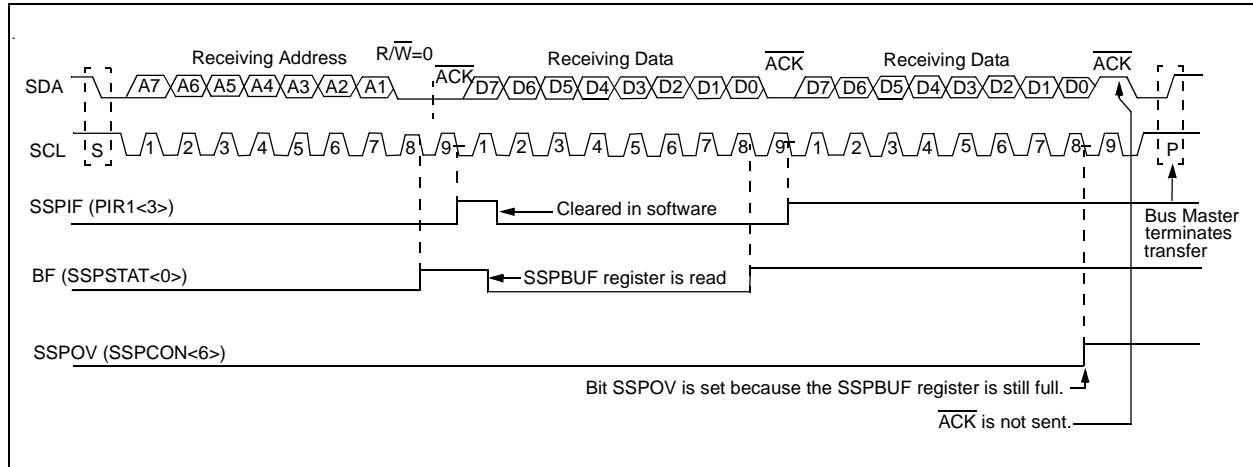 Receiving Address R/W=0 ACK Receiving Data ACK Receiving Data ACK
SDA A7 A6 A5 A4 A3 A2 A1 D7 D6 D5 D4 D3 D2 D1 D0 D7 D6 D5 D4 D3 D2 D1 D0
SCL S 1 2 3 4 5 6 7 8 9 1 2 3 4 5 6 7 8 9 1 2 3 4 5 6 7 8 9 P
SSPIF (PIR1<3>)
Cleared in software
Bus Master
terminates
transfer
BF (SSPSTAT<0>)
SSPBUF register is read
SSPOV (SSPCON<6>)
Bit SSPOV is set because the SSPBUF register is still full.
ACK is not sent.